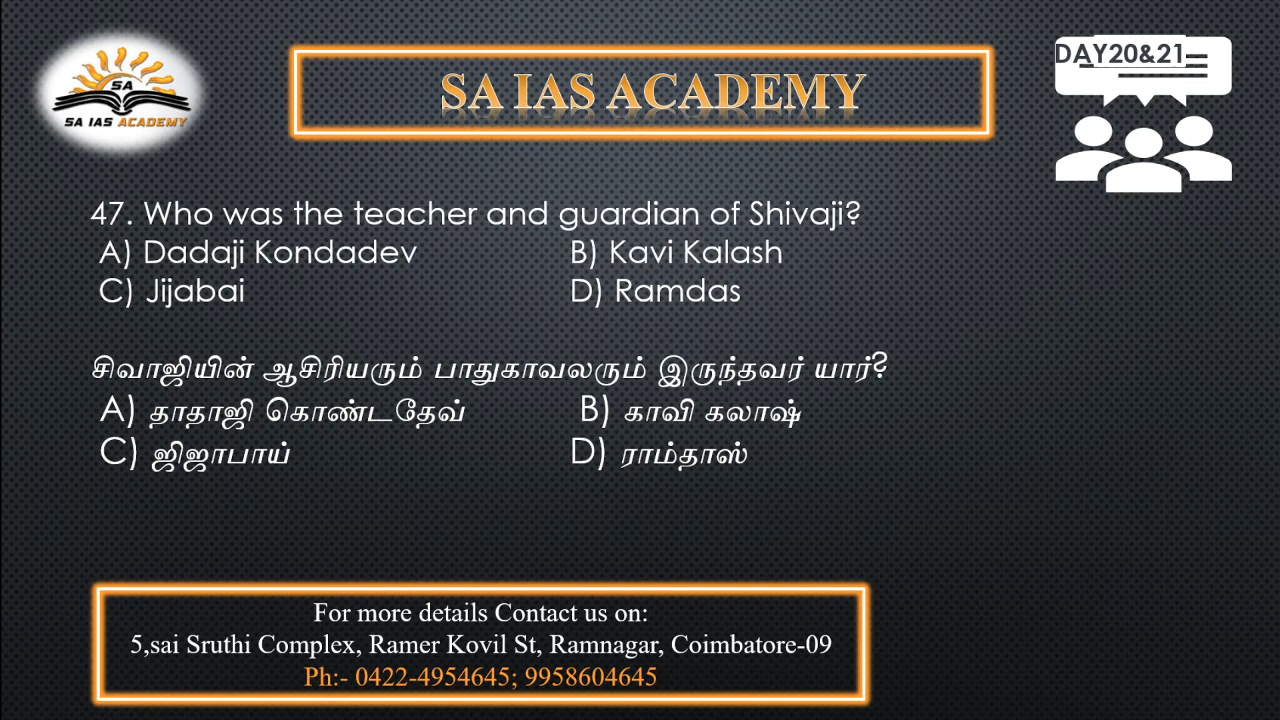 SA
SA IAS ACADEMY
SA IAS ACADEMY
DAY20&21
47. Who was the teacher and guardian of Shivaji?
A) Dadaji Kondadev B) Kavi Kalash
C) Jijabai D) Ramdas
சிவாஜியின் ஆசிரியரும் பாதுகாவலரும் இருந்தவர் யார்?
A) தாதாஜி கொண்டதேவ் B) காவி கலாஷ்
C) ஜிஜாபாய் D) ராம்தாஸ்
For more details Contact us on:
5,sai Sruthi Complex, Ramer Kovil St, Ramnagar, Coimbatore-09
Ph:- 0422-4954645; 9958604645